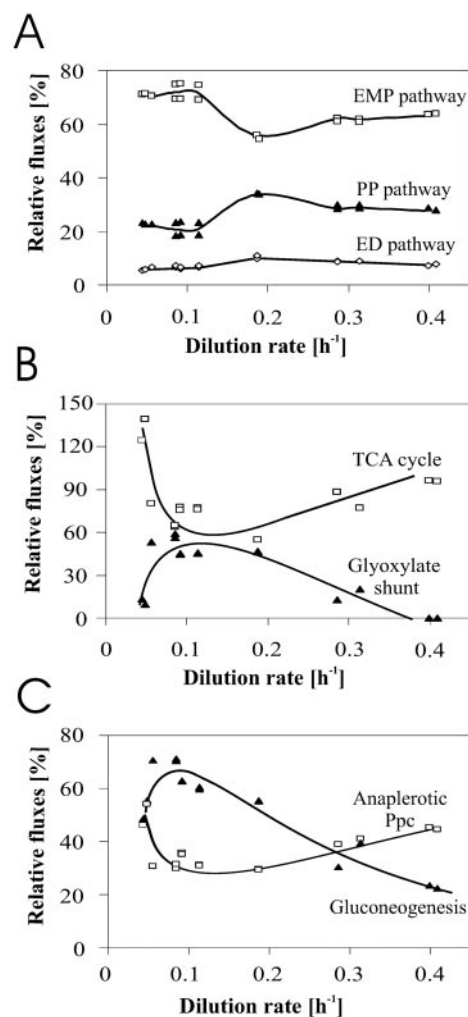 A
Relative fluxes [%]
80
60
40
20
0
EMP pathway
PP pathway
ED pathway
0
0.1
0.2
0.3
0.4
Dilution rate [h⁻¹]
B
Relative fluxes [%]
150
120
90
60
30
0
TCA cycle
Glyoxylate
shunt
0
0.1
0.2
0.3
0.4
Dilution rate [h⁻¹]
C
Relative fluxes [%]
80
60
40
20
0
Anaplerotic
Ppc
Gluconeogenesis
0
0.1
0.2
0.3
0.4
Dilution rate [h⁻¹]